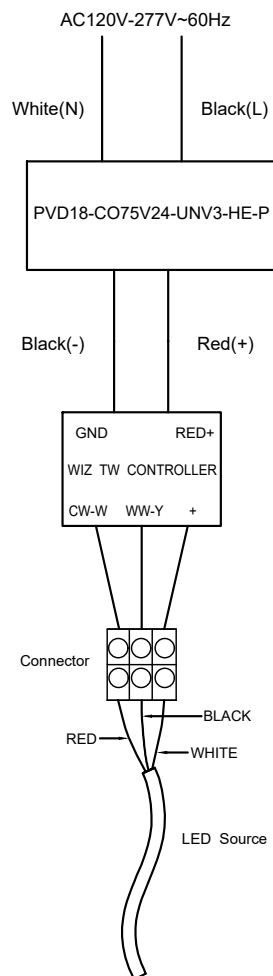 AC120V-277V~60Hz
White(N) Black(L)
PVD18-CO75V24-UNV3-HE-P
Black(-) Red(+)
GND RED+
WIZ TW CONTROLLER
CW-W WW-Y +
Connector
BLACK
RED
WHITE
LED Source